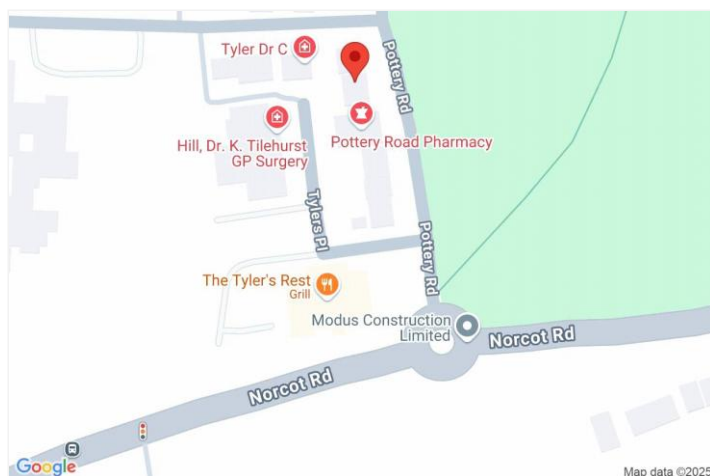 Tyler Dr C
Pottery Rd
Hill, Dr. K. Tilehurst
GP Surgery
Pottery Road Pharmacy
Tylers Pl
Pottery Rd
The Tyler's Rest
Grill
Modus Construction
Limited
Norcot Rd
Norcot Rd
Google
Map data ©2025